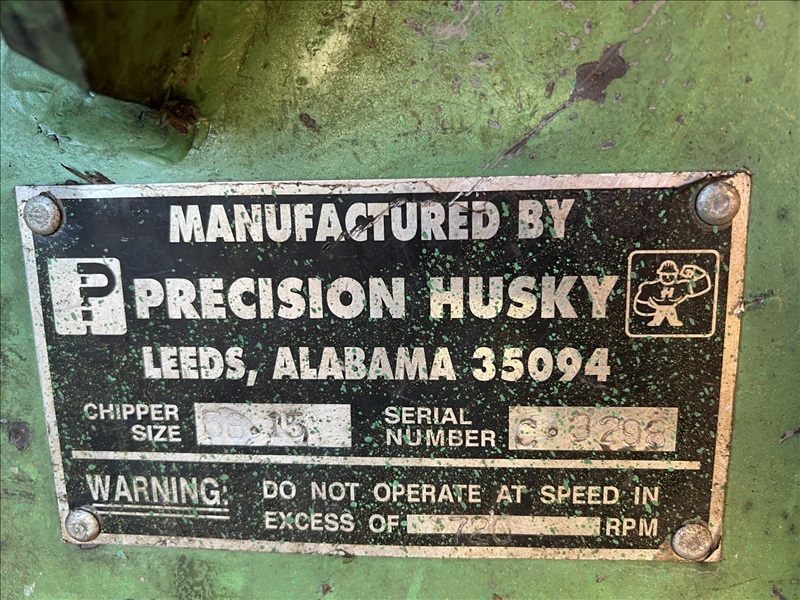 MANUFACTURED BY
PH PRECISION HUSKY H
LEEDS, ALABAMA 35094
CHIPPER SIZE SERIAL NUMBER
WARNING: DO NOT OPERATE AT SPEED IN
EXCESS OF RPM